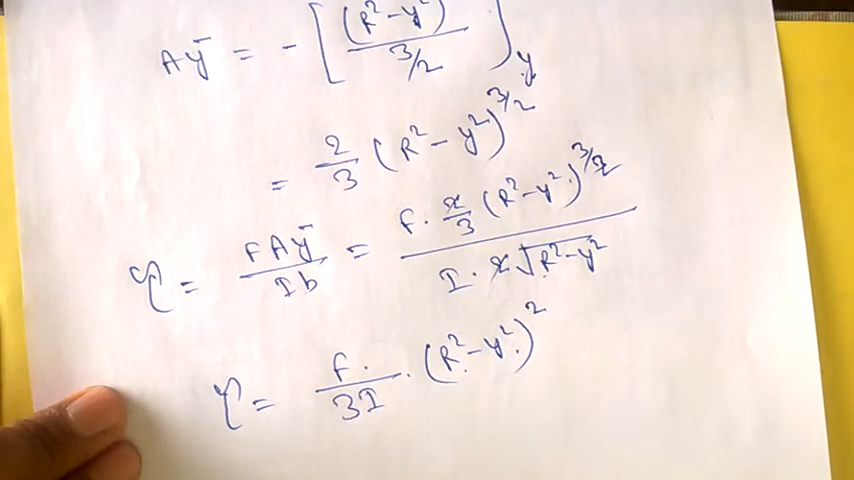 Aȳ = - [ (R² - y²) / 3/2 ]y
= 2/3 (R² - y²)^3/2
τ = FAȳ / Ib = F · 2/3 (R² - y²)^3/2 / I · 2√R² - y²
τ = F · / 3I · (R² - y²)²